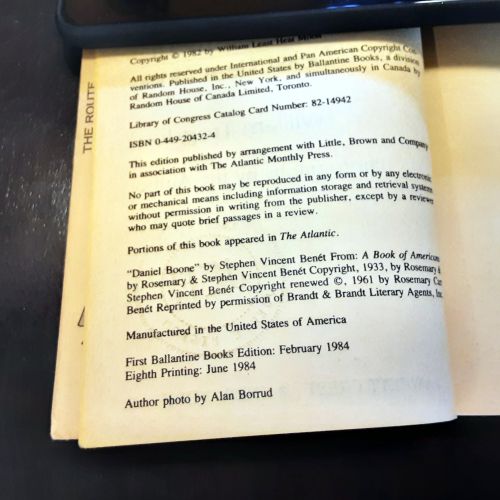 Copyright © 1982 by William Least Heat Moon
All rights reserved under International and Pan American Copyright Con-
ventions. Published in the United States by Ballantine Books, a division
of Random House, Inc., New York, and simultaneously in Canada by
Random House of Canada Limited, Toronto.
Library of Congress Catalog Card Number: 82-14942
ISBN 0-449-20432-4
This edition published by arrangement with Little, Brown and Company
in association with The Atlantic Monthly Press.
No part of this book may be reproduced in any form or by any electronic
or mechanical means including information storage and retrieval systems
without permission in writing from the publisher, except by a reviewer
who may quote brief passages in a review.
Portions of this book appeared in The Atlantic.
"Daniel Boone" by Stephen Vincent Benét From: A Book of Americans
by Rosemary & Stephen Vincent Benét Copyright, 1933, by Rosemary &
Stephen Vincent Benét Copyright renewed ©, 1961 by Rosemary Carr
Benét Reprinted by permission of Brandt & Brandt Literary Agents, Inc.
Manufactured in the United States of America
First Ballantine Books Edition: February 1984
Eighth Printing: June 1984
Author photo by Alan Borrud
THE ROUTE